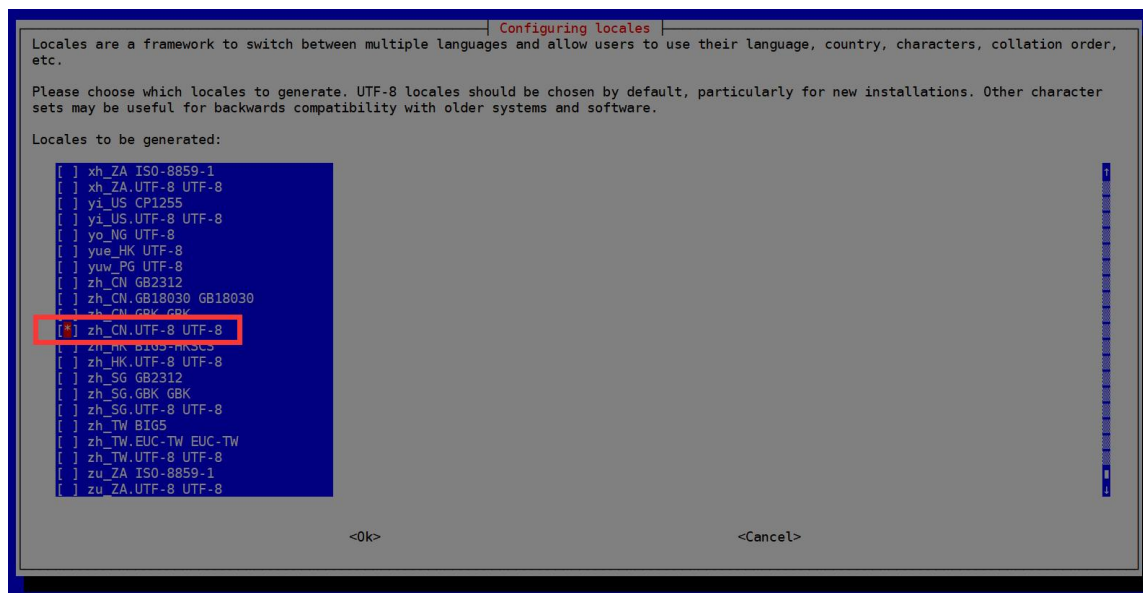 Configuring locales
Locales are a framework to switch between multiple languages and allow users to use their language, country, characters, collation order,
etc.
Please choose which locales to generate. UTF-8 locales should be chosen by default, particularly for new installations. Other character
sets may be useful for backwards compatibility with older systems and software.
Locales to be generated:
[ ] xh_ZA ISO-8859-1
[ ] xh_ZA.UTF-8 UTF-8
[ ] yi_US CP1255
[ ] yi_US.UTF-8 UTF-8
[ ] yo_NG UTF-8
[ ] yue_HK UTF-8
[ ] yuw_PG UTF-8
[ ] zh_CN GB2312
[ ] zh_CN.GB18030 GB18030
[ ] zh_CN.GBK GBK
[*] zh_CN.UTF-8 UTF-8
[ ] zh_HK BIG5-HKSCS
[ ] zh_HK.UTF-8 UTF-8
[ ] zh_SG GB2312
[ ] zh_SG.GBK GBK
[ ] zh_SG.UTF-8 UTF-8
[ ] zh_TW BIG5
[ ] zh_TW.EUC-TW EUC-TW
[ ] zh_TW.UTF-8 UTF-8
[ ] zu_ZA ISO-8859-1
[ ] zu_ZA.UTF-8 UTF-8
<Ok> <Cancel>